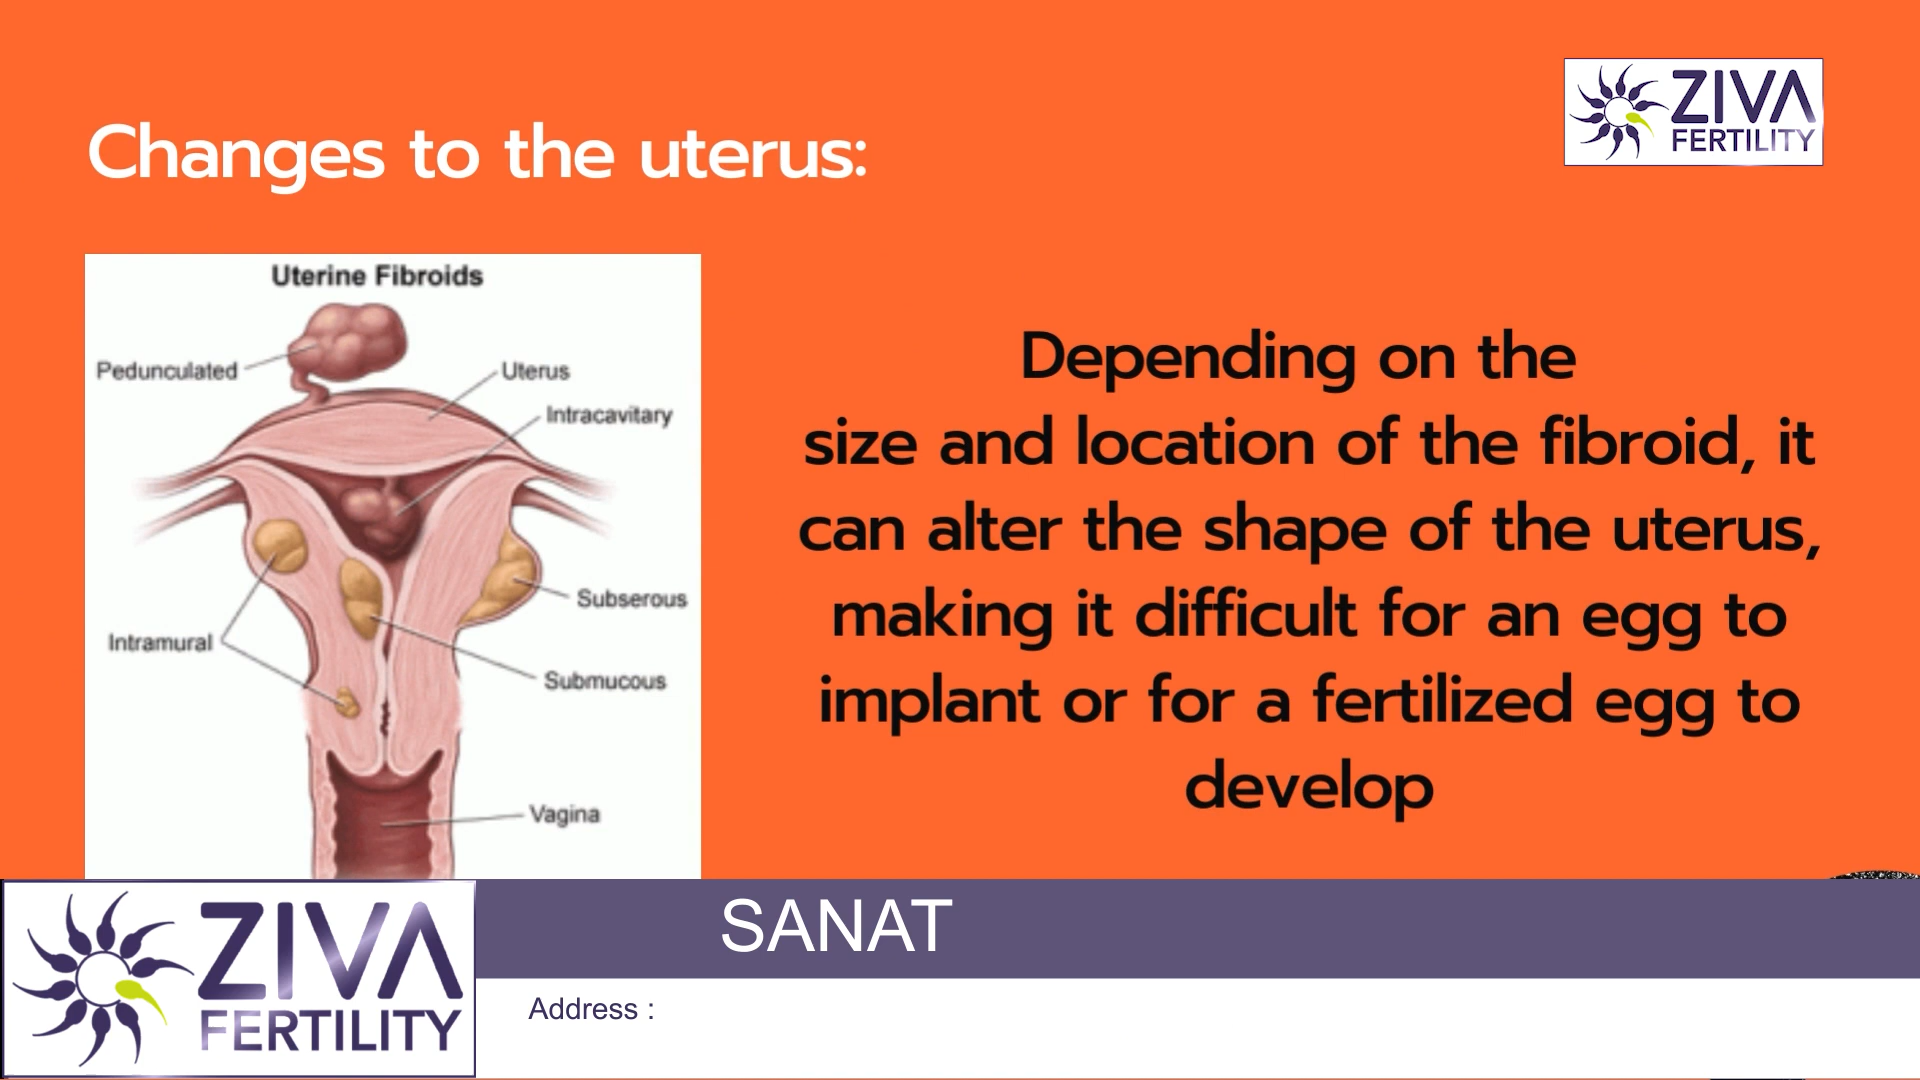 ZIVA
FERTILITY
Changes to the uterus:
Uterine Fibroids
Pedunculated
Uterus
Intracavitary
Subserous
Intramural
Submucous
Vagina
Depending on the
size and location of the fibroid, it
can alter the shape of the uterus,
making it difficult for an egg to
implant or for a fertilized egg to
develop
ZIVA
FERTILITY
SANAT
Address :